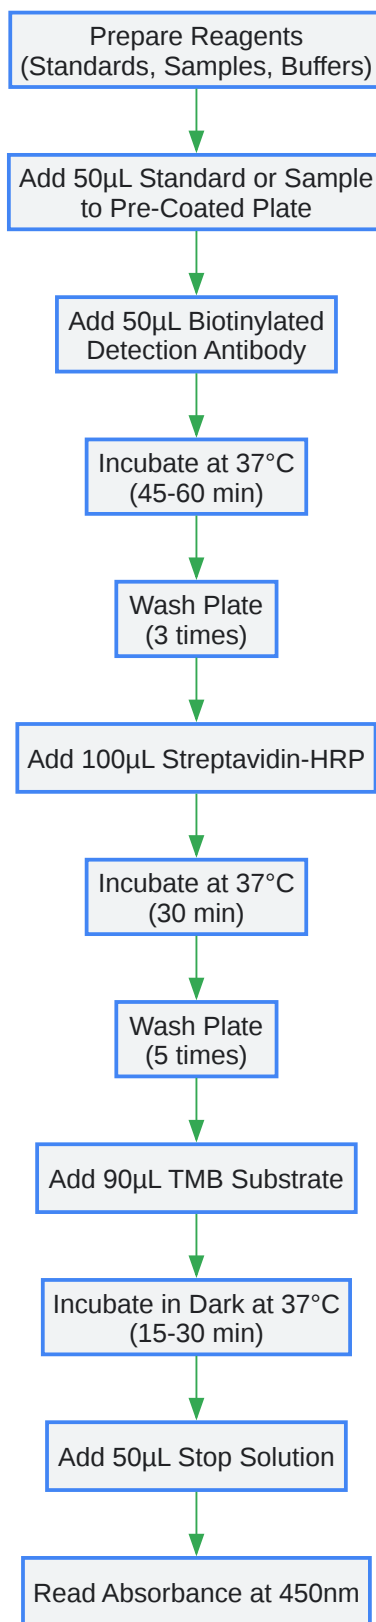 Prepare Reagents
(Standards, Samples, Buffers)
Add 50µL Standard or Sample
to Pre-Coated Plate
Add 50µL Biotinylated
Detection Antibody
Incubate at 37°C
(45-60 min)
Wash Plate
(3 times)
Add 100µL Streptavidin-HRP
Incubate at 37°C
(30 min)
Wash Plate
(5 times)
Add 90µL TMB Substrate
Incubate in Dark at 37°C
(15-30 min)
Add 50µL Stop Solution
Read Absorbance at 450nm